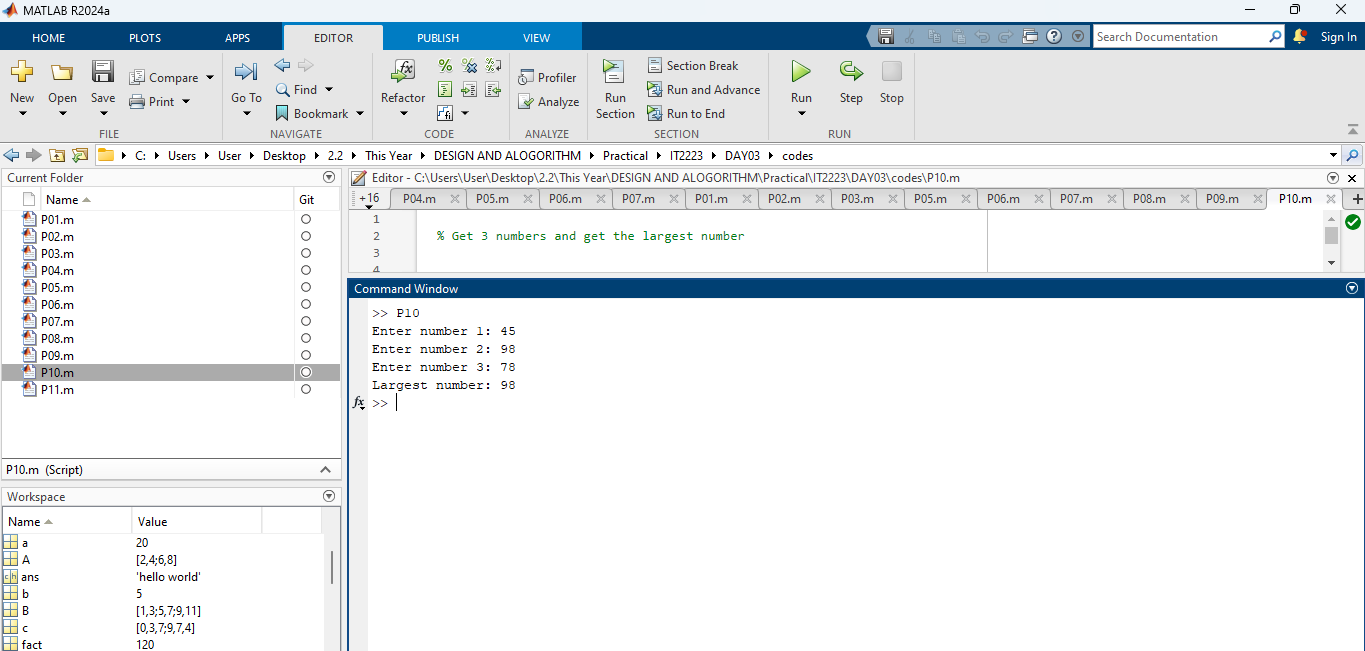 MATLAB R2024a
HOME PLOTS APPS EDITOR PUBLISH VIEW Search Documentation Sign In
New Open Save Compare Print Go To Find Bookmark Refactor Profiler Analyze Run Section Section Break Run and Advance Run to End Run Step Stop
FILE NAVIGATE CODE ANALYZE SECTION RUN
C: Users User Desktop 2.2 This Year DESIGN AND ALOGORITHM Practical IT2223 DAY03 codes
Current Folder
Name Git
P01.m
P02.m
P03.m
P04.m
P05.m
P06.m
P07.m
P08.m
P09.m
P10.m
P11.m
P10.m (Script)
Workspace
Name Value
a 20
A [2,4;6,8]
ans 'hello world'
b 5
B [1,3;5,7;9,11]
c [0,3,7;9,7,4]
fact 120
Editor - C:\Users\User\Desktop\2.2\This Year\DESIGN AND ALOGORITHM\Practical\IT2223\DAY03\codes\P10.m
+16 P04.m P05.m P06.m P07.m P01.m P02.m P03.m P05.m P06.m P07.m P08.m P09.m P10.m
1
2 % Get 3 numbers and get the largest number
3
4
Command Window
>> P10
Enter number 1: 45
Enter number 2: 98
Enter number 3: 78
Largest number: 98
fx >>